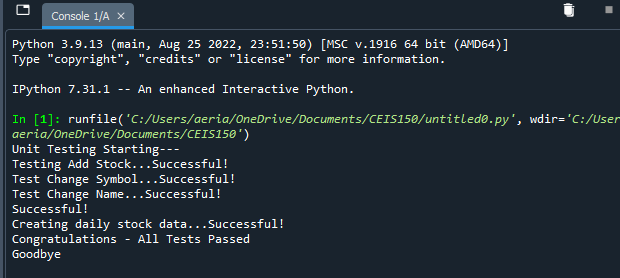 Console 1/A
Python 3.9.13 (main, Aug 25 2022, 23:51:50) [MSC v.1916 64 bit (AMD64)]
Type "copyright", "credits" or "license" for more information.
IPython 7.31.1 -- An enhanced Interactive Python.
In [1]: runfile('C:/Users/aeria/OneDrive/Documents/CEIS150/untitled0.py', wdir='C:/User
aeria/OneDrive/Documents/CEIS150')
Unit Testing Starting---
Testing Add Stock...Successful!
Test Change Symbol...Successful!
Test Change Name...Successful!
Successful!
Creating daily stock data...Successful!
Congratulations - All Tests Passed
Goodbye